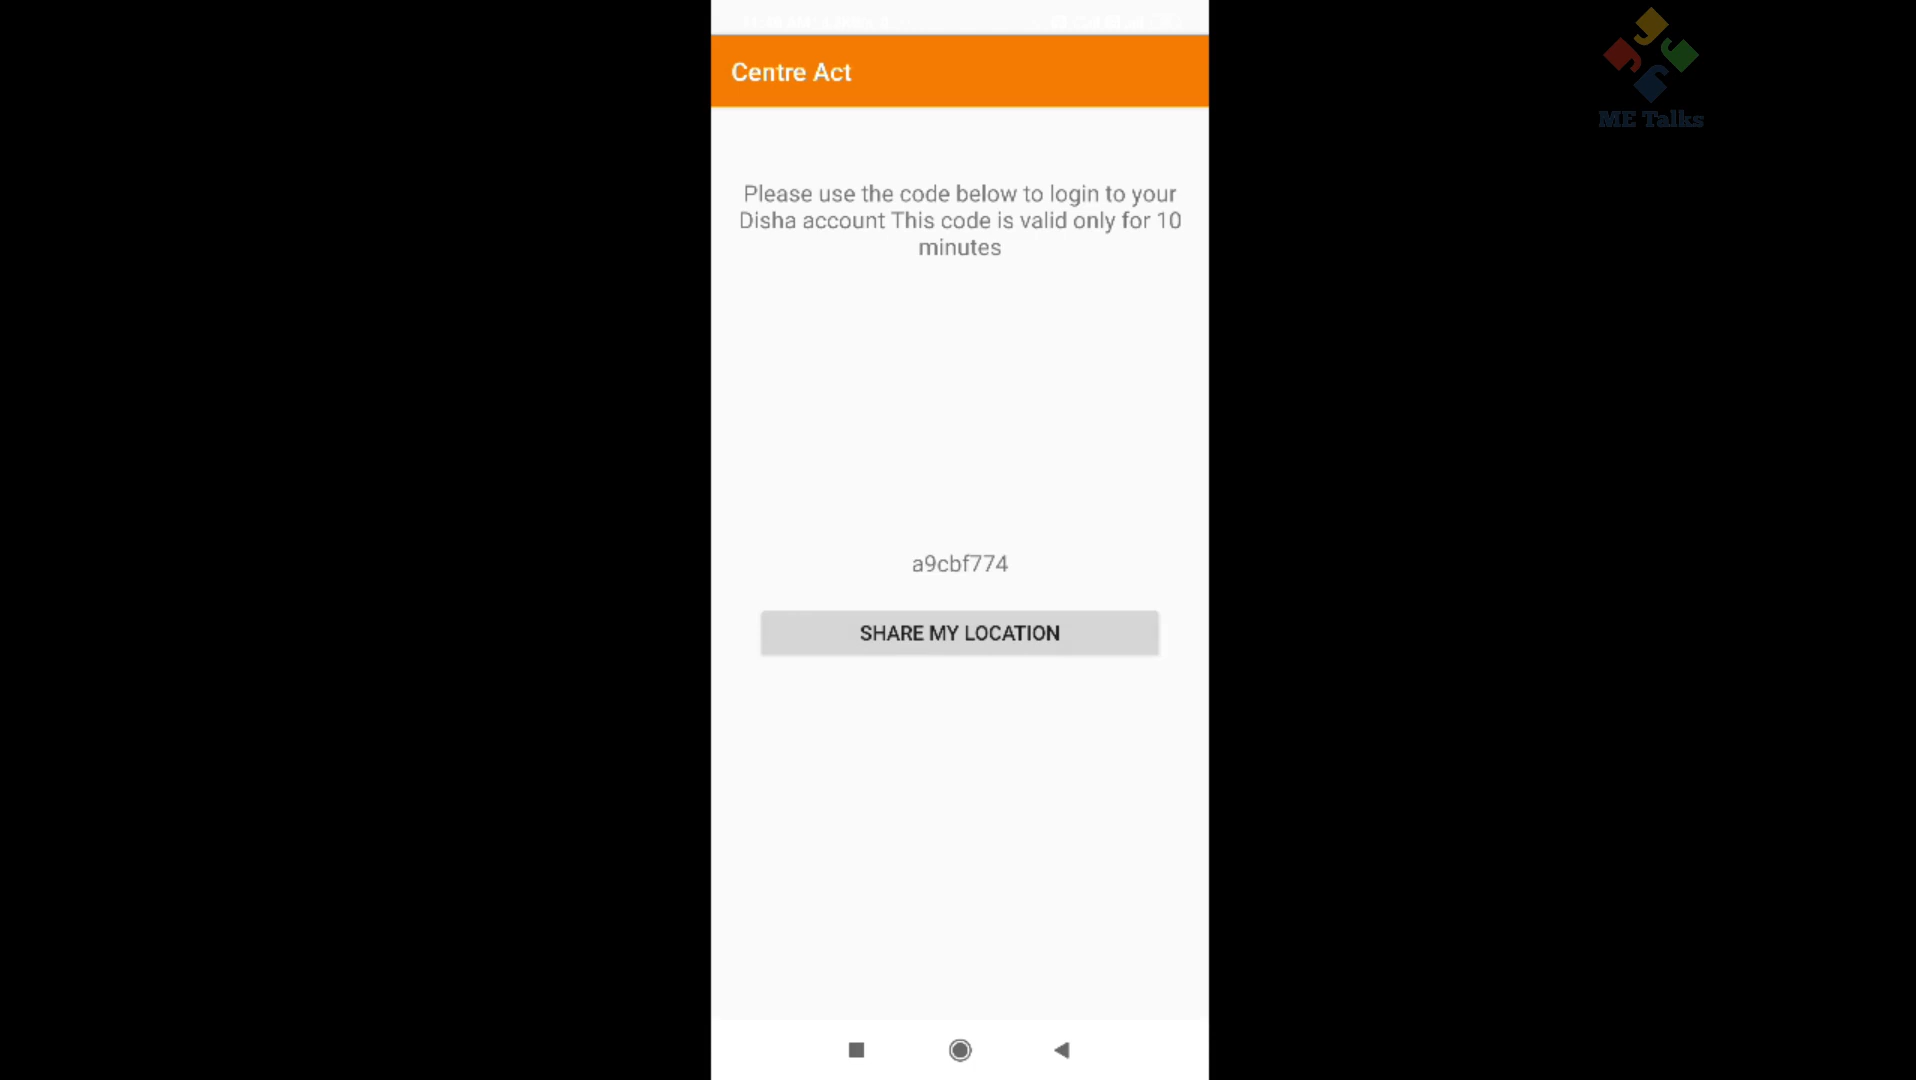 Centre Act
ME Talks
Please use the code below to login to your
Disha account This code is valid only for 10
minutes
a9cbf774
SHARE MY LOCATION